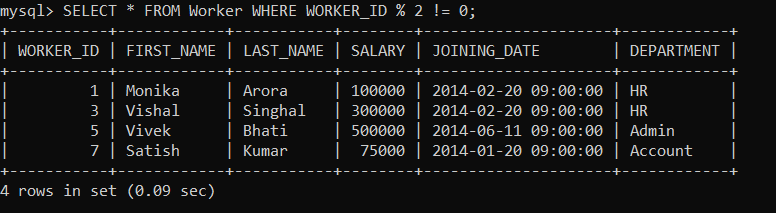 mysql> SELECT * FROM Worker WHERE WORKER_ID % 2 != 0;
+-----------+------------+-----------+--------+---------------------+------------+
| WORKER_ID | FIRST_NAME | LAST_NAME | SALARY | JOINING_DATE        | DEPARTMENT |
+-----------+------------+-----------+--------+---------------------+------------+
|         1 | Monika     | Arora     | 100000 | 2014-02-20 09:00:00 | HR         |
|         3 | Vishal     | Singhal   | 300000 | 2014-02-20 09:00:00 | HR         |
|         5 | Vivek      | Bhati     | 500000 | 2014-06-11 09:00:00 | Admin      |
|         7 | Satish     | Kumar     |  75000 | 2014-01-20 09:00:00 | Account    |
+-----------+------------+-----------+--------+---------------------+------------+
4 rows in set (0.09 sec)